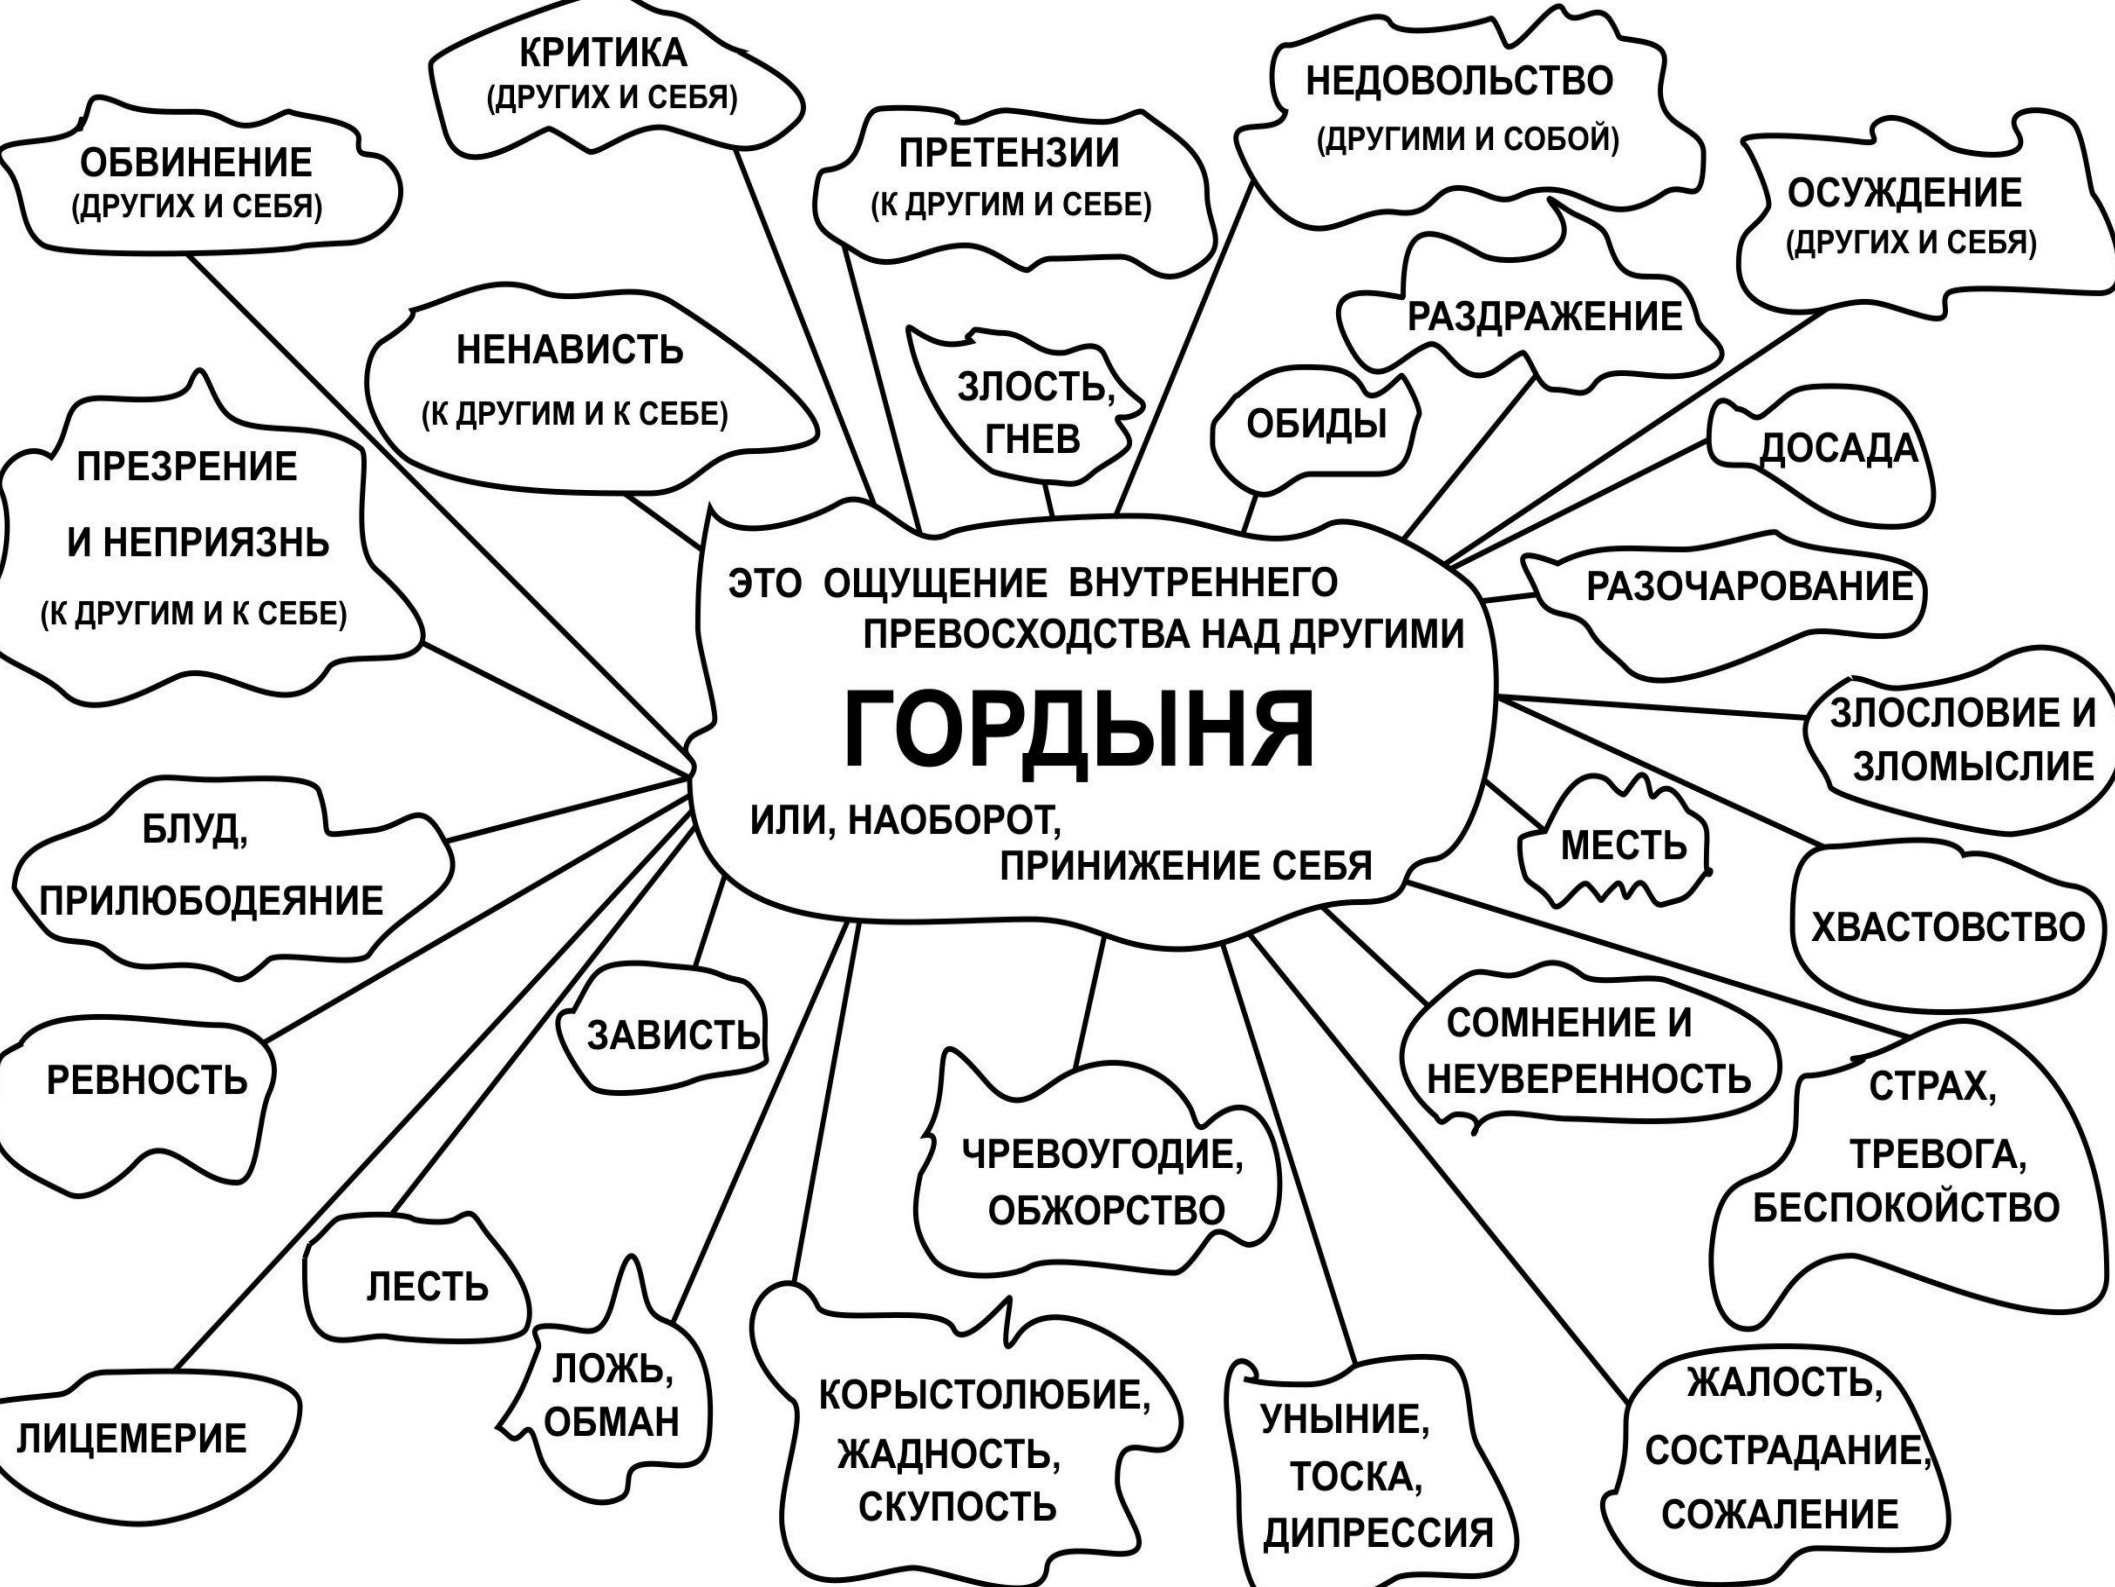 КРИТИКА
(ДРУГИХ И СЕБЯ)
НЕДОВОЛЬСТВО
(ДРУГИМИ И СОБОЙ)
ОБВИНЕНИЕ
(ДРУГИХ И СЕБЯ)
ПРЕТЕНЗИИ
(К ДРУГИМ И СЕБЕ)
ОСУЖДЕНИЕ
(ДРУГИХ И СЕБЯ)
НЕНАВИСТЬ
(К ДРУГИМ И К СЕБЕ)
ЗЛОСТЬ,
ГНЕВ
РАЗДРАЖЕНИЕ
ОБИДЫ
ДОСАДА
ПРЕЗРЕНИЕ
И НЕПРИЯЗНЬ
(К ДРУГИМ И К СЕБЕ)
РАЗОЧАРОВАНИЕ
ЭТО ОЩУЩЕНИЕ ВНУТРЕННЕГО
ПРЕВОСХОДСТВА НАД ДРУГИМИ
ГОРДЫНЯ
ИЛИ, НАОБОРОТ,
ПРИНИЖЕНИЕ СЕБЯ
ЗЛОСЛОВИЕ И
ЗЛОМЫСЛИЕ
БЛУД,
ПРИЛЮБОДЕЯНИЕ
МЕСТЬ
ХВАСТОВСТВО
РЕВНОСТЬ
ЗАВИСТЬ
СОМНЕНИЕ И
НЕУВЕРЕННОСТЬ
СТРАХ,
ТРЕВОГА,
БЕСПОКОЙСТВО
ЧРЕВОУГОДИЕ,
ОБЖОРСТВО
ЛЕСТЬ
ЛОЖЬ,
ОБМАН
ЛИЦЕМЕРИЕ
КОРЫСТОЛЮБИЕ,
ЖАДНОСТЬ,
СКУПОСТЬ
УНЫНИЕ,
ТОСКА,
ДИПРЕССИЯ
ЖАЛОСТЬ,
СОСТРАДАНИЕ,
СОЖАЛЕНИЕ